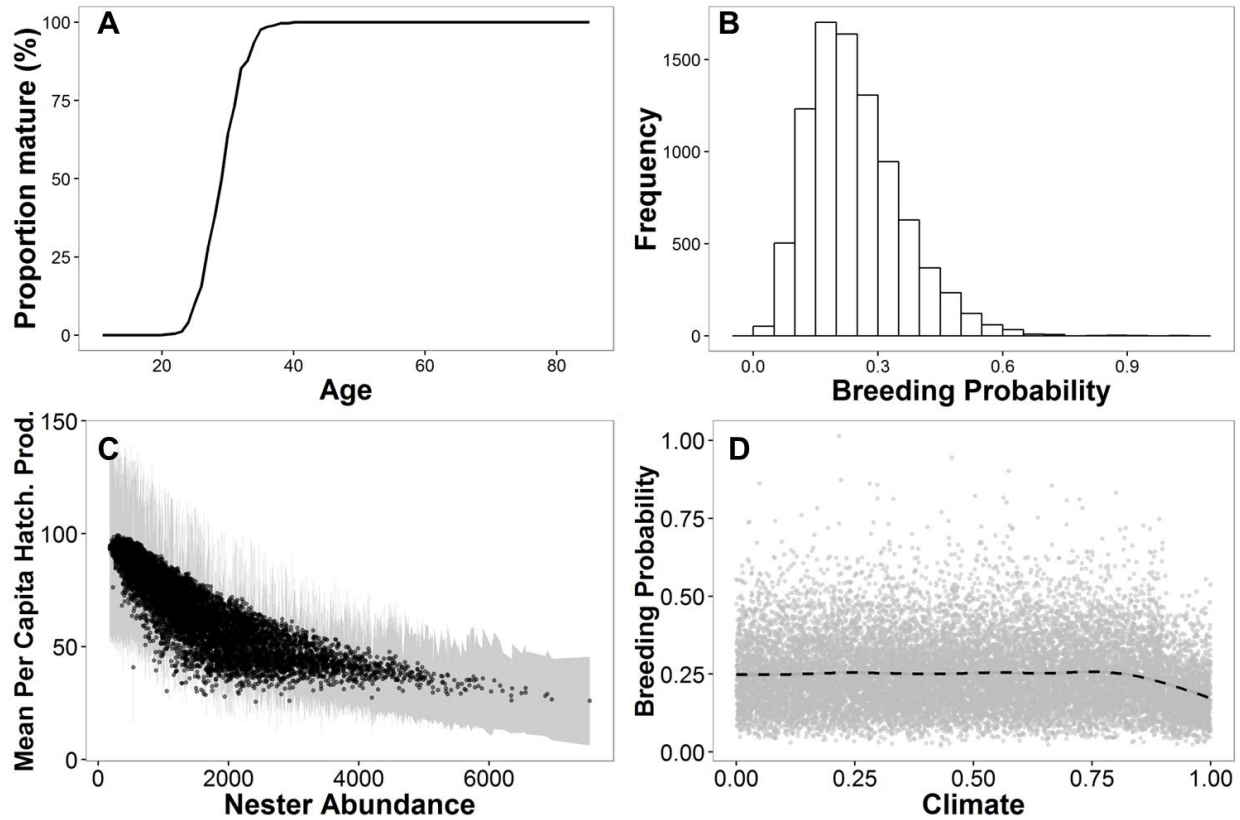 A
Proportion mature (%)
100
75
50
25
0
20
40
60
80
Age
B
Frequency
1500
1000
500
0
0.0
0.3
0.6
0.9
Breeding Probability
C
Mean Per Capita Hatch. Prod.
150
100
50
0
0
2000
4000
6000
Nester Abundance
D
Breeding Probability
1.00
0.75
0.50
0.25
0.00
0.00
0.25
0.50
0.75
1.00
Climate